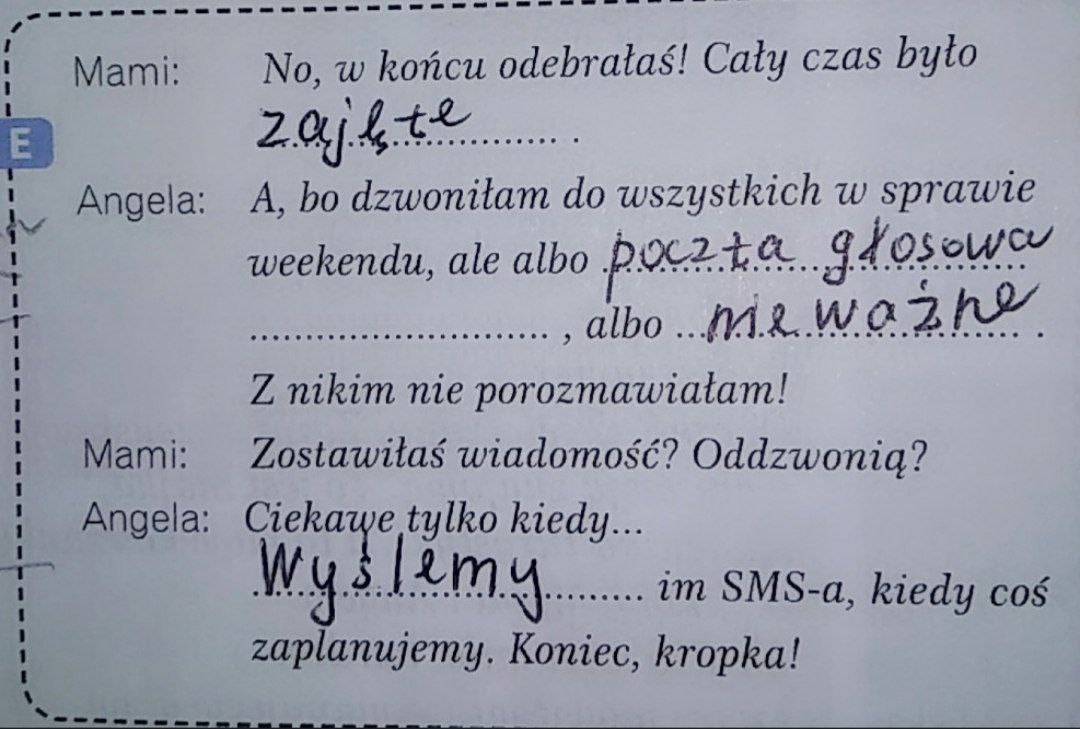 Mami: No, w końcu odebrałaś! Cały czas było
zajęte .
E
Angela: A, bo dzwoniłam do wszystkich w sprawie
weekendu, ale albo poczta głosowa
, albo nie ważne .
Z nikim nie porozmawiałam!
Mami: Zostawiłaś wiadomość? Oddzwonią?
Angela: Ciekawe tylko kiedy...
Wyślemy im SMS-a, kiedy coś
zaplanujemy. Koniec, kropka!